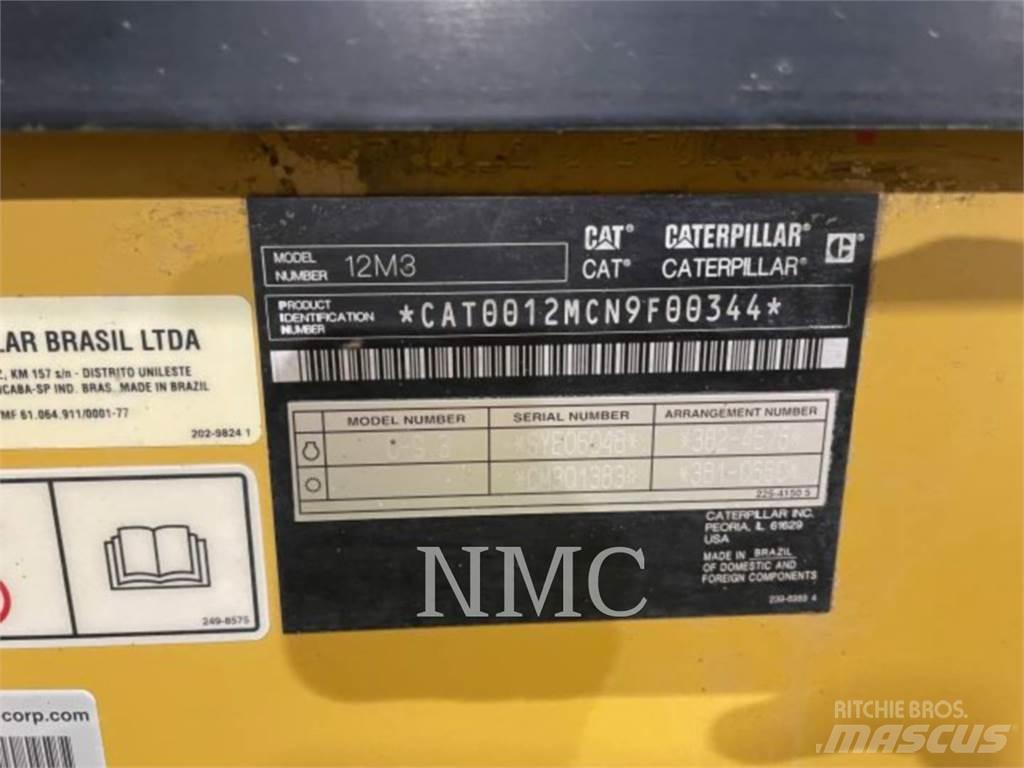 CAT® CATERPILLAR®
CAT® CATERPILLAR® C®
MODEL
NUMBER 12M3
PRODUCT
IDENTIFICATION
NUMBER *CAT0012MCN9F00344*
MODEL NUMBER SERIAL NUMBER ARRANGEMENT NUMBER
225-4150 5
CATERPILLAR INC.
PEORIA, IL 61629
USA
MADE IN BRAZIL
OF DOMESTIC AND
FOREIGN COMPONENTS
LAR BRASIL LTDA
, KM 157 s/n - DISTRITO UNILESTE
ICABA-SP IND. BRAS. MADE IN BRAZIL
MF 61.064.911/0001-77
202-9824 1
249-8575
corp.com
NMC
RITCHIE BROS.
MASCUS